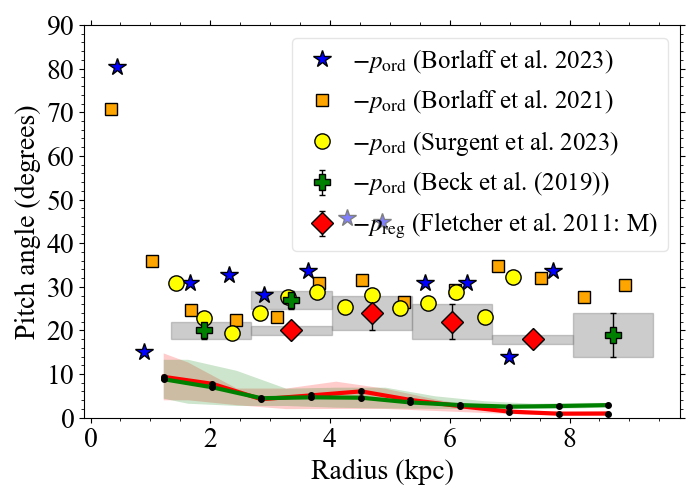 90
80
70
60
50
40
30
20
10
0
Pitch angle (degrees)
−pord (Borlaff et al. 2023)
−pord (Borlaff et al. 2021)
−pord (Surgent et al. 2023)
−pord (Beck et al. (2019))
−preg (Fletcher et al. 2011: M)
0 2 4 6 8
Radius (kpc)